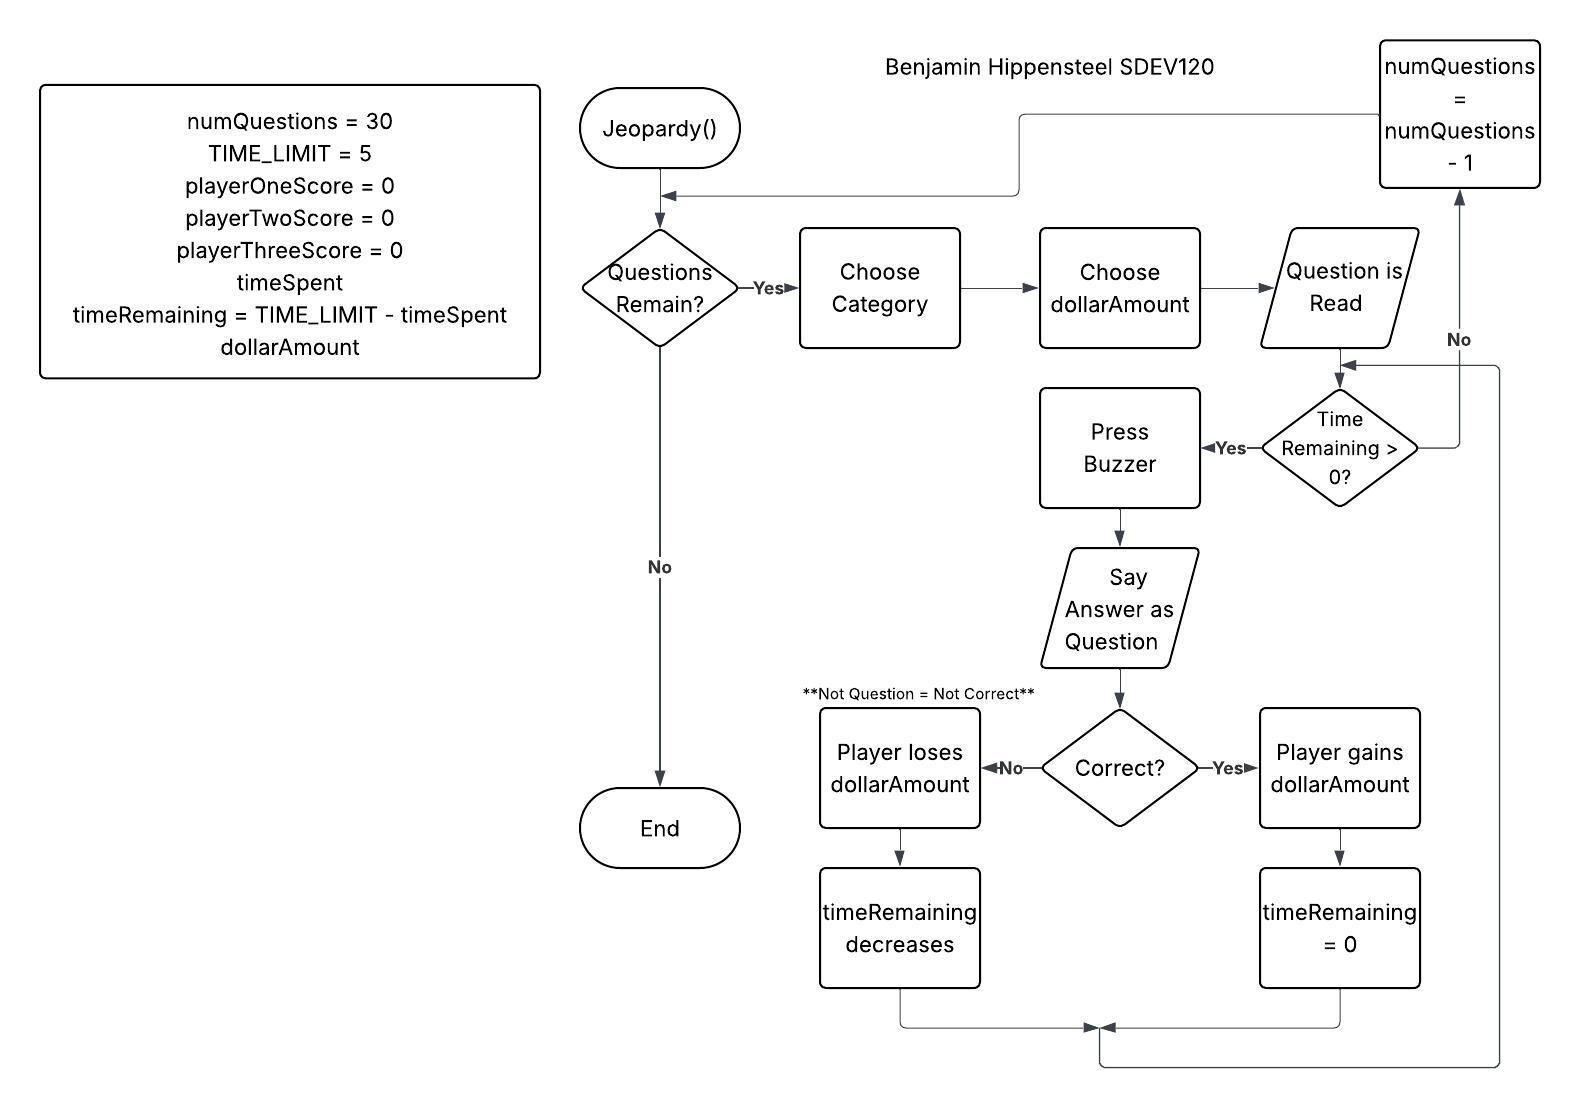 Benjamin Hippensteel SDEV120
numQuestions = 30
TIME_LIMIT = 5
playerOneScore = 0
playerTwoScore = 0
playerThreeScore = 0
timeSpent
timeRemaining = TIME_LIMIT - timeSpent
dollarAmount
Jeopardy()
numQuestions
=
numQuestions
- 1
Questions
Remain?
Yes
Choose
Category
Choose
dollarAmount
Question is
Read
No
Time
Remaining >
0?
Yes
Press
Buzzer
Say
Answer as
Question
No
**Not Question = Not Correct**
Player loses
dollarAmount
No
Correct?
Yes
Player gains
dollarAmount
End
timeRemaining
decreases
timeRemaining
= 0